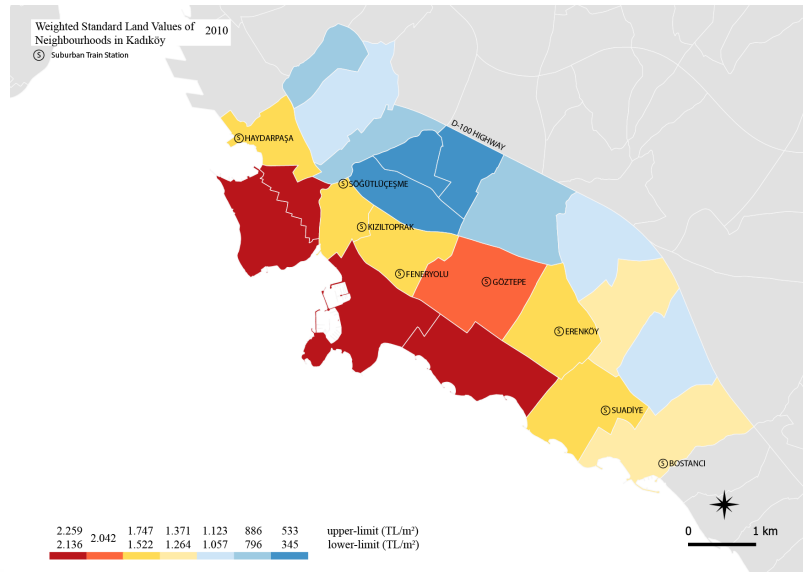 Weighted Standard Land Values of 2010
Neighbourhoods in Kadıköy
S Suburban Train Station
D-100 HIGHWAY
S HAYDARPAŞA
S SÖĞÜTLÜÇEŞME
S KIZILTOPRAK
S FENERYOLU
S GÖZTEPE
S ERENKÖY
S SUADİYE
S BOSTANCI
2.259 2.042 1.747 1.371 1.123 886 533 upper-limit (TL/m²)
2.136 1.522 1.264 1.057 796 345 lower-limit (TL/m²)
0 1 km